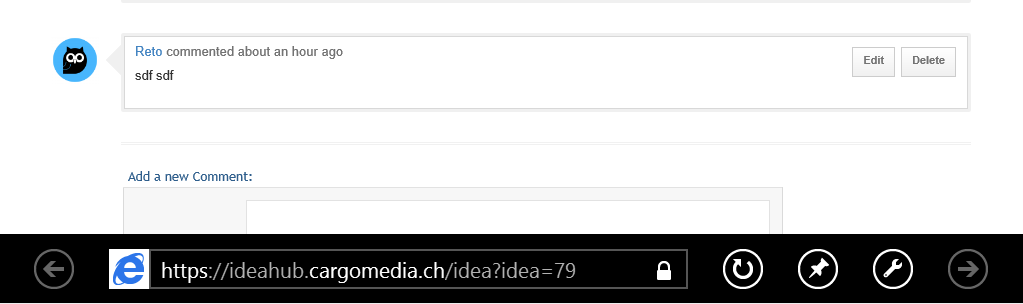 Reto commented about an hour ago
Edit
Delete
sdf sdf
Add a new Comment:
https://ideahub.cargomedia.ch/idea?idea=79